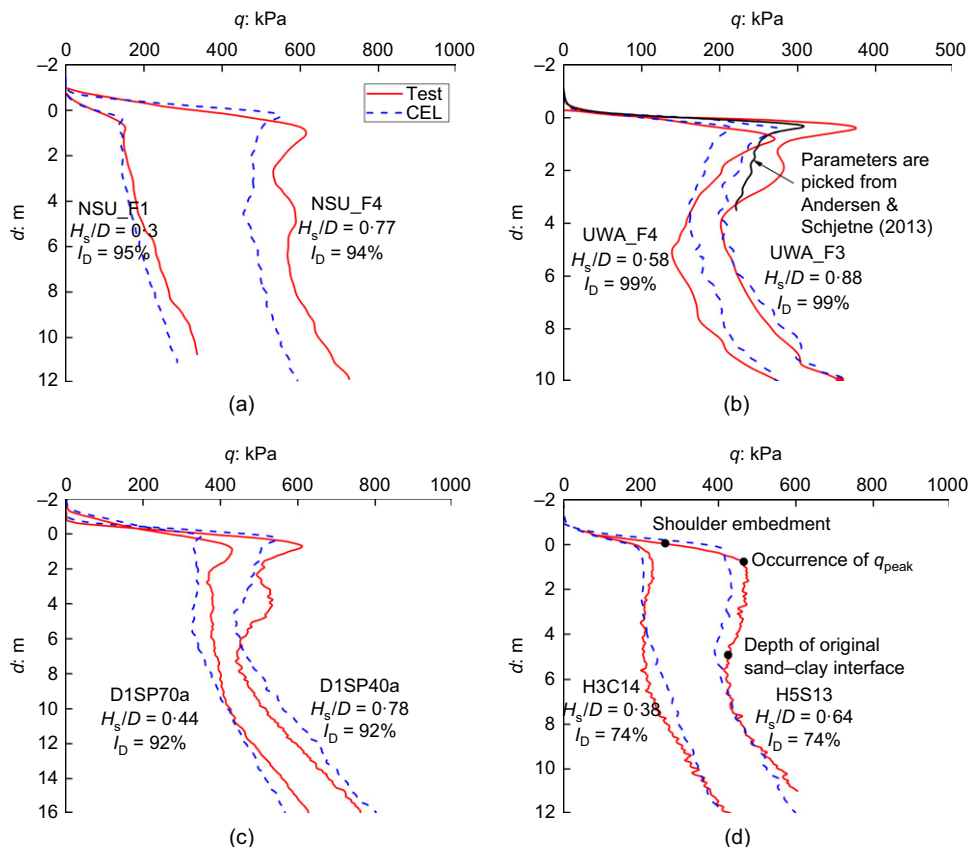 q: kPa
0 200 400 600 800 1000
–2
0
2
4
6
8
10
12
d: m
Test
CEL
NSU_F1
Hs/D = 0·3
ID = 95%
NSU_F4
Hs/D = 0·77
ID = 94%
(a)
q: kPa
0 100 200 300 400 500
–2
0
2
4
6
8
10
d: m
Parameters are
picked from
Andersen &
Schjetne (2013)
UWA_F4
Hs/D = 0·58
ID = 99%
UWA_F3
Hs/D = 0·88
ID = 99%
(b)
q: kPa
0 200 400 600 800 1000
–2
0
2
4
6
8
10
12
14
16
d: m
D1SP70a
Hs/D = 0·44
ID = 92%
D1SP40a
Hs/D = 0·78
ID = 92%
(c)
q: kPa
0 200 400 600 800 1000
–2
0
2
4
6
8
10
12
d: m
Shoulder embedment
Occurrence of qpeak
Depth of original
sand–clay interface
H3C14
Hs/D = 0·38
ID = 74%
H5S13
Hs/D = 0·64
ID = 74%
(d)